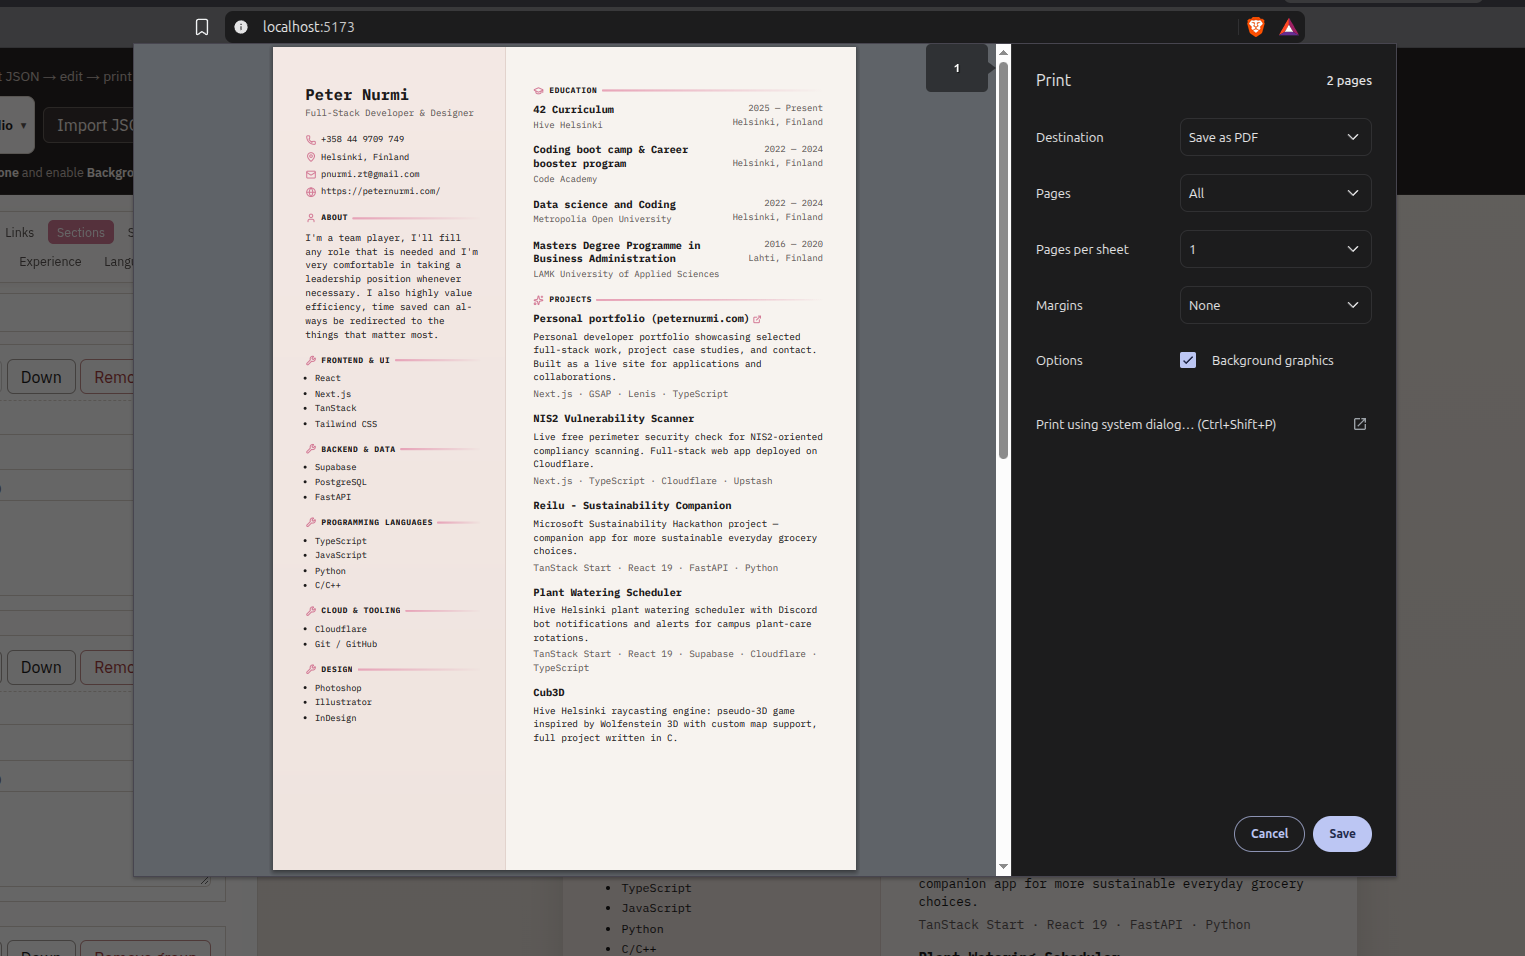 localhost:5173
t JSON → edit → print
lio ▾
Import JSO
one and enable Backgro
Links
Sections
S
Experience
Langu
Down
Remo
Down
Remo
Down
Remove group
Peter Nurmi
Full-Stack Developer & Designer
+358 44 9709 749
Helsinki, Finland
pnurmi.zt@gmail.com
https://peternurmi.com/
ABOUT
I'm a team player, I'll fill
any role that is needed and I'm
very comfortable in taking a
leadership position whenever
necessary. I also highly value
efficiency, time saved can al-
ways be redirected to the
things that matter most.
FRONTEND & UI
• React
• Next.js
• TanStack
• Tailwind CSS
BACKEND & DATA
• Supabase
• PostgreSQL
• FastAPI
PROGRAMMING LANGUAGES
• TypeScript
• JavaScript
• Python
• C/C++
CLOUD & TOOLING
• Cloudflare
• Git / GitHub
DESIGN
• Photoshop
• Illustrator
• InDesign
EDUCATION
42 Curriculum
2025 — Present
Hive Helsinki
Helsinki, Finland
Coding boot camp & Career
booster program
2022 — 2024
Helsinki, Finland
Code Academy
Data science and Coding
2022 — 2024
Metropolia Open University
Helsinki, Finland
Masters Degree Programme in
Business Administration
2016 — 2020
Lahti, Finland
LAMK University of Applied Sciences
PROJECTS
Personal portfolio (peternurmi.com)
Personal developer portfolio showcasing selected
full-stack work, project case studies, and contact.
Built as a live site for applications and
collaborations.
Next.js · GSAP · Lenis · TypeScript
NIS2 Vulnerability Scanner
Live free perimeter security check for NIS2-oriented
compliancy scanning. Full-stack web app deployed on
Cloudflare.
Next.js · TypeScript · Cloudflare · Upstash
Reilu - Sustainability Companion
Microsoft Sustainability Hackathon project —
companion app for more sustainable everyday grocery
choices.
TanStack Start · React 19 · FastAPI · Python
Plant Watering Scheduler
Hive Helsinki plant watering scheduler with Discord
bot notifications and alerts for campus plant-care
rotations.
TanStack Start · React 19 · Supabase · Cloudflare ·
TypeScript
Cub3D
Hive Helsinki raycasting engine: pseudo-3D game
inspired by Wolfenstein 3D with custom map support,
full project written in C.
1
Print
2 pages
Destination
Save as PDF
Pages
All
Pages per sheet
1
Margins
None
Options
Background graphics
Print using system dialog... (Ctrl+Shift+P)
Cancel
Save
• TypeScript
• JavaScript
• Python
• C/C++
companion app for more sustainable everyday grocery
choices.
TanStack Start · React 19 · FastAPI · Python
Plant Watering Scheduler